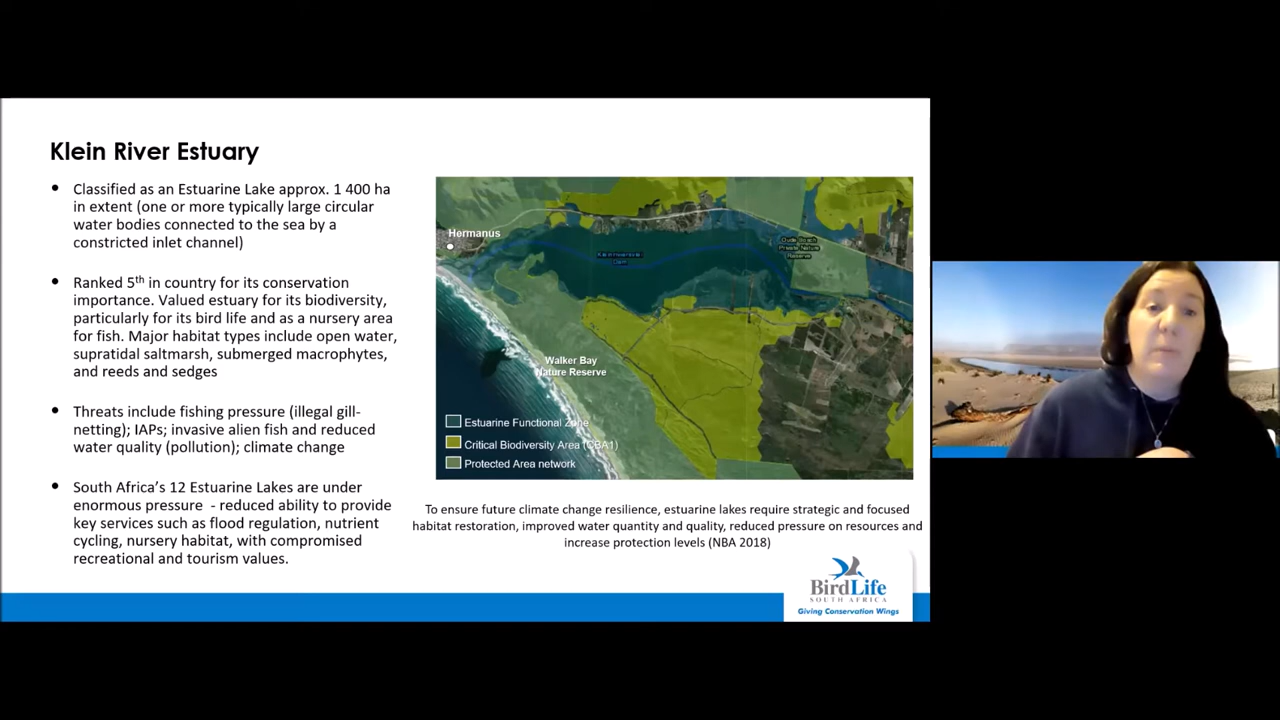 Klein River Estuary
• Classified as an Estuarine Lake approx. 1 400 ha
in extent (one or more typically large circular
water bodies connected to the sea by a
constricted inlet channel)
• Ranked 5th in country for its conservation
importance. Valued estuary for its biodiversity,
particularly for its bird life and as a nursery area
for fish. Major habitat types include open water,
supratidal saltmarsh, submerged macrophytes,
and reeds and sedges
• Threats include fishing pressure (illegal gill-
netting); IAPs; invasive alien fish and reduced
water quality (pollution); climate change
• South Africa's 12 Estuarine Lakes are under
enormous pressure - reduced ability to provide
key services such as flood regulation, nutrient
cycling, nursery habitat, with compromised
recreational and tourism values.
Hermanus
Private Nature
Reserve
Walker Bay
Nature Reserve
Estuarine Functional Zone
Critical Biodiversity Area (CBA1)
Protected Area network
To ensure future climate change resilience, estuarine lakes require strategic and focused
habitat restoration, improved water quantity and quality, reduced pressure on resources and
increase protection levels (NBA 2018)
BirdLife
SOUTH AFRICA
Giving Conservation Wings